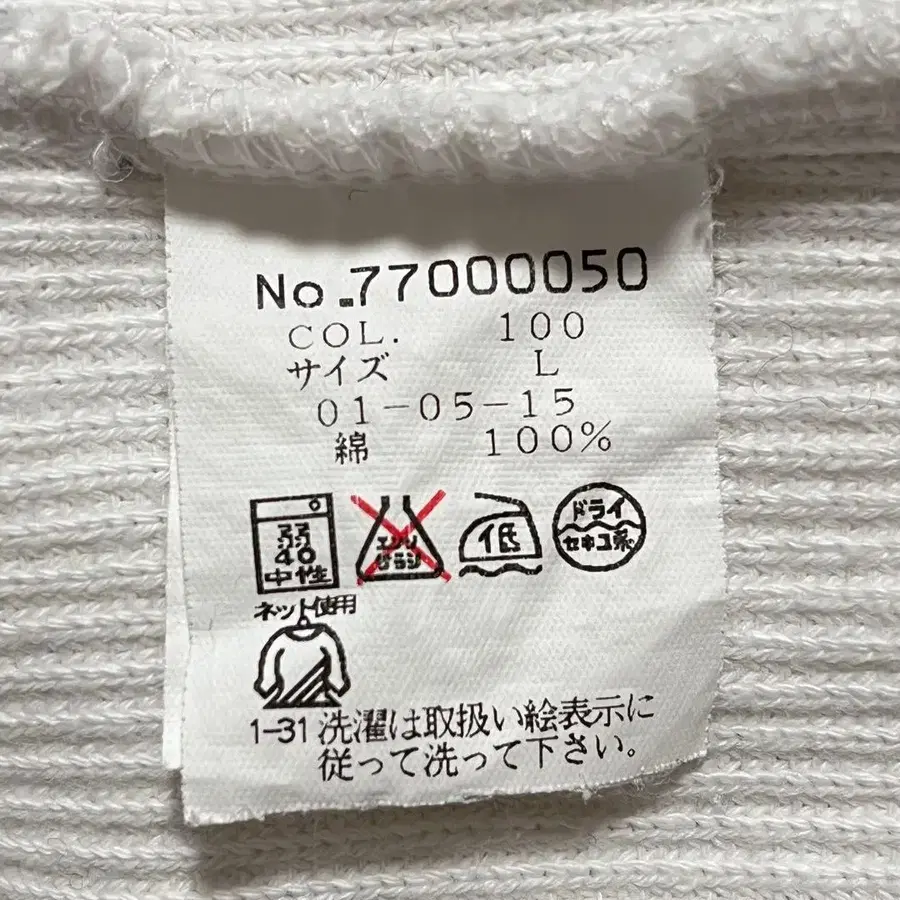 No.77000050
COL. 100
サイズ L
01-05-15
綿 100%
弱
40
中性
エンソ
サラシ
低
ドライ
セキユ系
ネット使用
1-31 洗濯は取扱い絵表示に
従って洗って下さい。